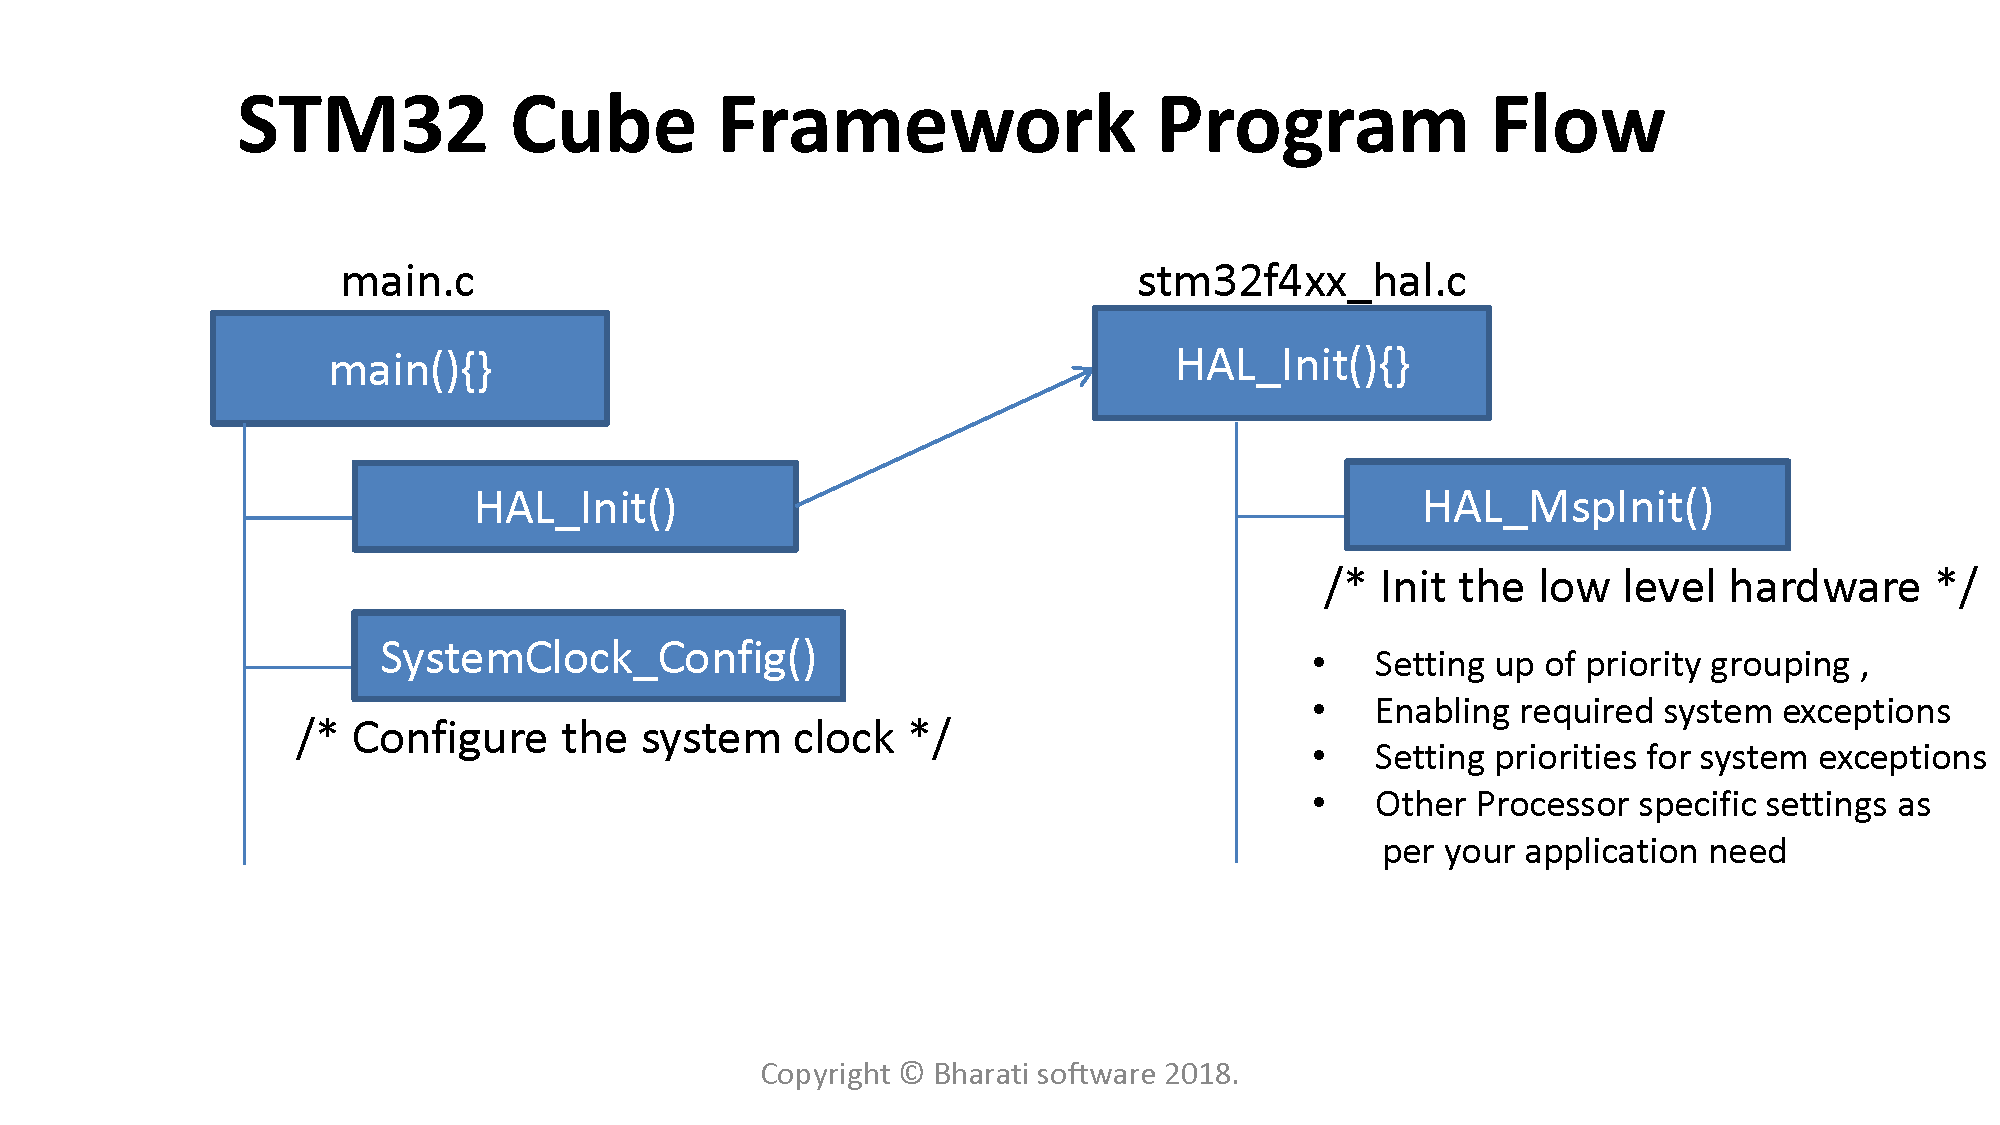 STM32 Cube Framework Program Flow
main.c
main(){}
HAL_Init()
SystemClock_Config()
/* Configure the system clock */
stm32f4xx_hal.c
HAL_Init(){}
HAL_MspInit()
/* Init the low level hardware */
• Setting up of priority grouping ,
• Enabling required system exceptions
• Setting priorities for system exceptions
• Other Processor specific settings as
per your application need
Copyright © Bharati software 2018.